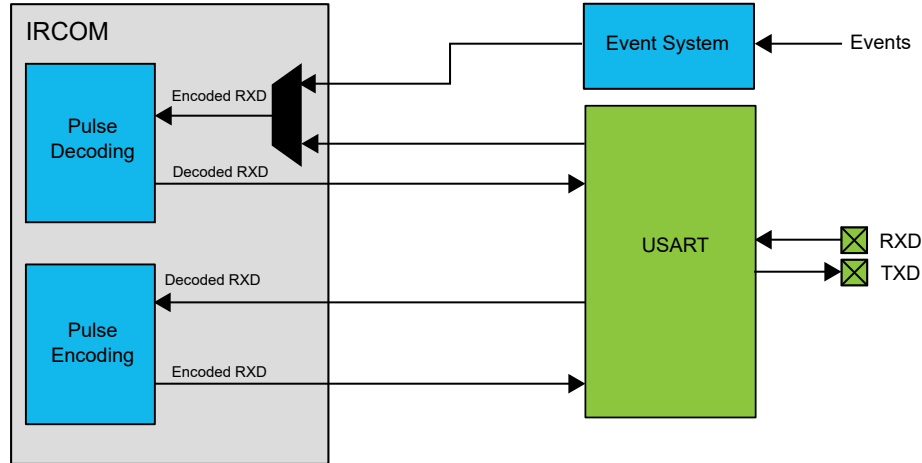 IRCOM
Event System
Events
Encoded RXD
Pulse
Decoding
Decoded RXD
USART
RXD
TXD
Decoded RXD
Pulse
Encoding
Encoded RXD